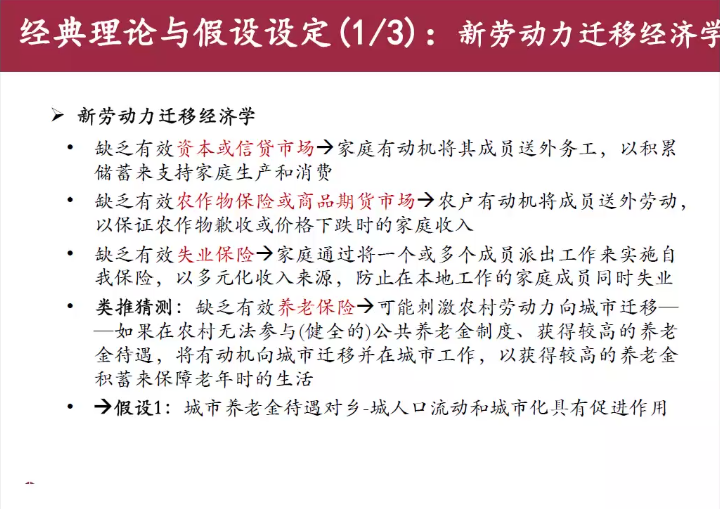 经典理论与假设设定(1/3)：新劳动力迁移经济学
➢ 新劳动力迁移经济学
• 缺乏有效资本或信贷市场→家庭有动机将其成员送外务工，以积累
储蓄来支持家庭生产和消费
• 缺乏有效农作物保险或商品期货市场→农户有动机将成员送外劳动，
以保证农作物歉收或价格下跌时的家庭收入
• 缺乏有效失业保险→家庭通过将一个或多个成员派出工作来实施自
我保险，以多元化收入来源，防止在本地工作的家庭成员同时失业
• 类推猜测：缺乏有效养老保险→可能刺激农村劳动力向城市迁移—
—如果在农村无法参与(健全的)公共养老金制度、获得较高的养老
金待遇，将有动机向城市迁移并在城市工作，以获得较高的养老金
积蓄来保障老年时的生活
• →假设1：城市养老金待遇对乡-城人口流动和城市化具有促进作用